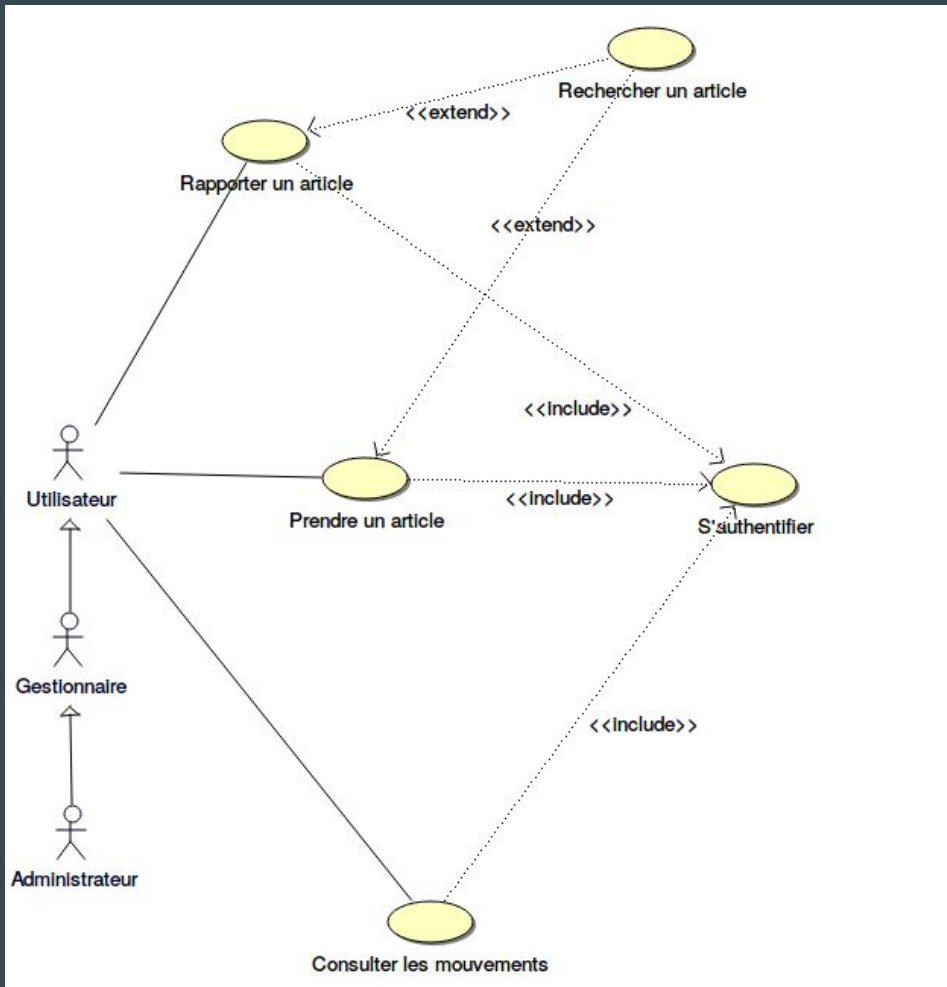 Rechercher un article
<<extend>>
Rapporter un article
<<extend>>
<<include>>
Utilisateur
<<include>>
Prendre un article
S'authentifier
Gestionnaire
<<include>>
Administrateur
Consulter les mouvements